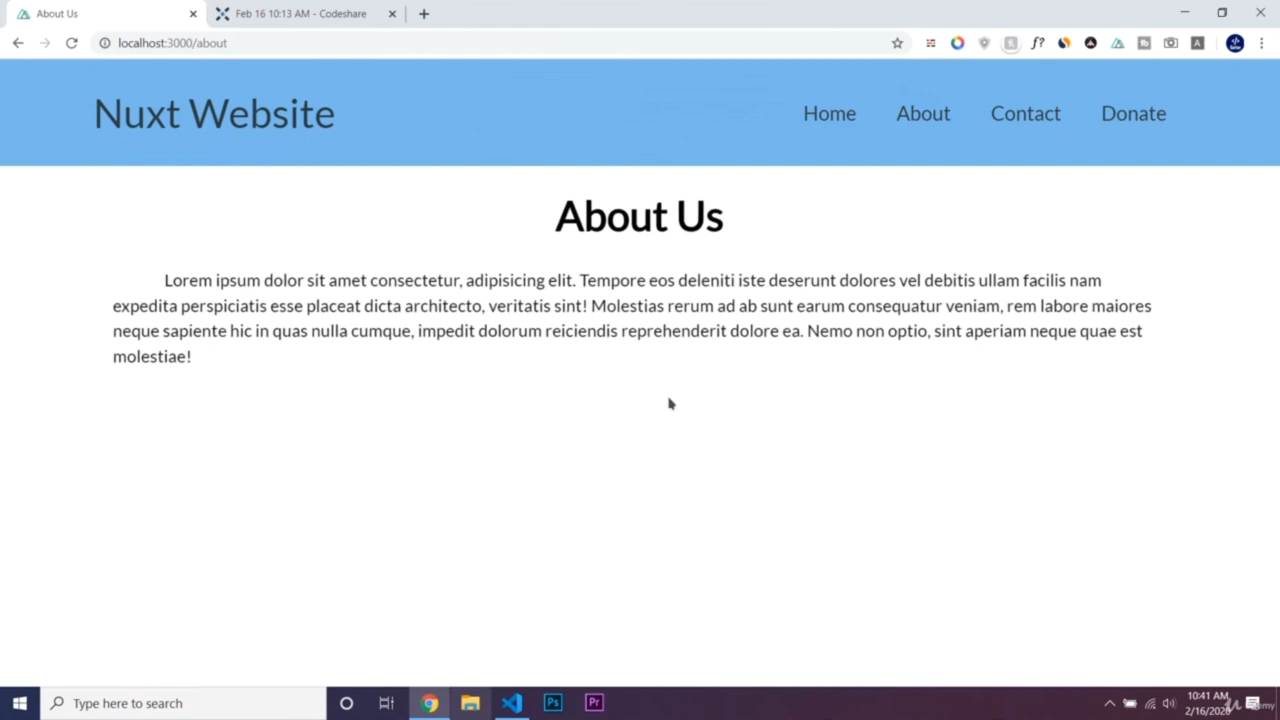 About Us
Feb 16 10:13 AM - Codeshare
localhost:3000/about
f?
A
Nuxt Website
Home
About
Contact
Donate
About Us
Lorem ipsum dolor sit amet consectetur, adipisicing elit. Tempore eos deleniti iste deserunt dolores vel debitis ullam facilis nam
expedita perspiciatis esse placeat dicta architecto, veritatis sint! Molestias rerum ad ab sunt earum consequatur veniam, rem labore maiores
neque sapiente hic in quas nulla cumque, impedit dolorum reiciendis reprehenderit dolore ea. Nemo non optio, sint aperiam neque quae est
molestiae!
Type here to search
Ps
Pr
10:41 AM
2/16/2020